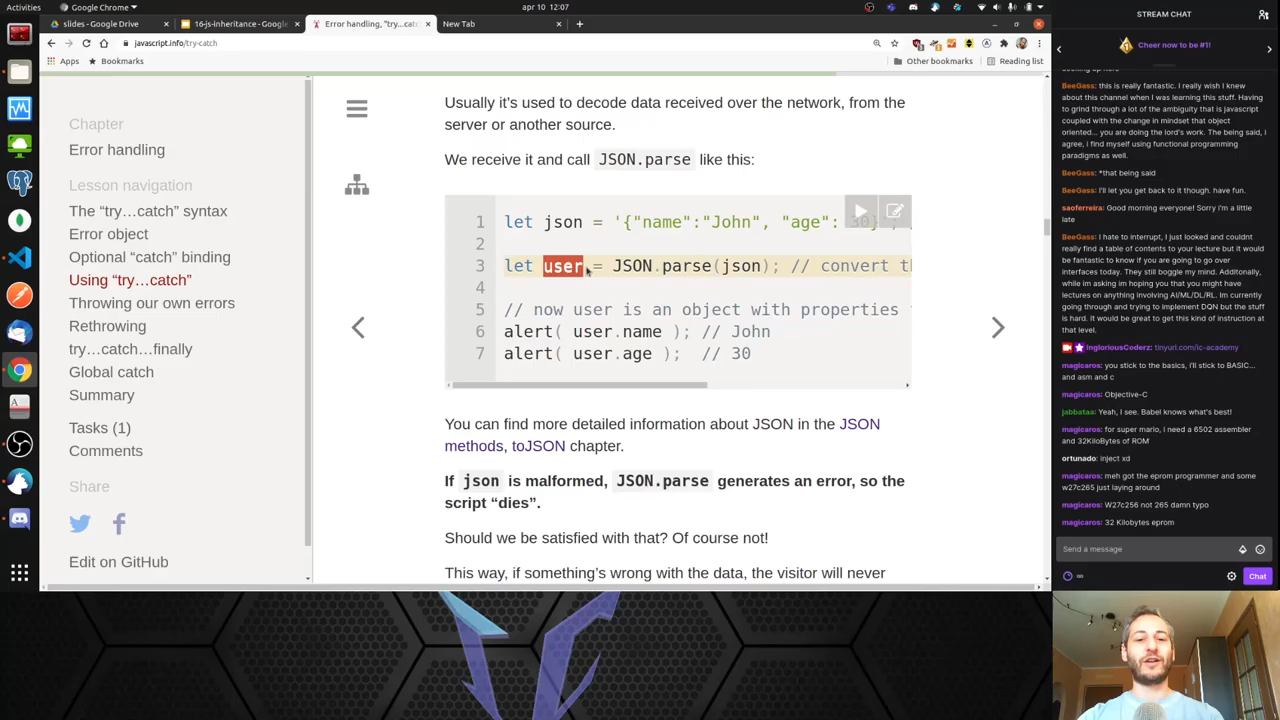 Activities
Google Chrome
apr 10 12:07
slides - Google Drive
16-js-inheritance - Google
Error handling, "try...catc
New Tab
javascript.info/try-catch
Apps
Bookmarks
Other bookmarks
Reading list
Chapter
Error handling
Lesson navigation
The “try…catch” syntax
Error object
Optional “catch” binding
Using “try…catch”
Throwing our own errors
Rethrowing
try…catch…finally
Global catch
Summary
Tasks (1)
Comments
Share
Edit on GitHub
Usually it’s used to decode data received over the network, from the
server or another source.
We receive it and call JSON.parse like this:
1 let json = '{"name":"John", "age": 30}';
2
3 let user = JSON.parse(json); // convert th
4
5 // now user is an object with properties
6 alert( user.name ); // John
7 alert( user.age ); // 30
You can find more detailed information about JSON in the JSON
methods, toJSON chapter.
If json is malformed, JSON.parse generates an error, so the
script “dies”.
Should we be satisfied with that? Of course not!
This way, if something’s wrong with the data, the visitor will never
STREAM CHAT
Cheer now to be #1!
BeeGass: this is really fantastic. I really wish I knew
about this channel when I was learning this stuff. Having
to grind through a lot of the ambiguity that is javascript
coupled with the change in mindset that object
oriented... you are doing the lord's work. The being said, I
agree, i find myself using functional programming
paradigms as well.
BeeGass: *that being said
BeeGass: I'll let you get back to it though. have fun.
saoferreira: Good morning everyone! Sorry i'm a little
late
BeeGass: I hate to interrupt, I just looked and couldnt
really find a table of contents to your lecture but it would
be fantastic to know if you are going to go over
interfaces today. They still boggle my mind. Additonally,
while im asking im hoping you that you might have
lectures on anything involving AI/ML/DL/RL. Im currently
going through and trying to implement DQN but the stuff
is hard. It would be great to get this kind of instruction at
that level.
IngloriousCoderz: tinyurl.com/ic-academy
magicaros: you stick to the basics, i'll stick to BASIC...
and asm and c
magicaros: Objective-C
jabbataa: Yeah, I see. Babel knows what's best!
magicaros: for super mario, I need a 6502 assembler
and 32KiloBytes of ROM
ortunado: inject xd
magicaros: meh got the eprom programmer and some
w27c265 just laying around
magicaros: W27c256 not 265 damn typo
magicaros: 32 Kilobytes eprom
Send a message
∞
Chat